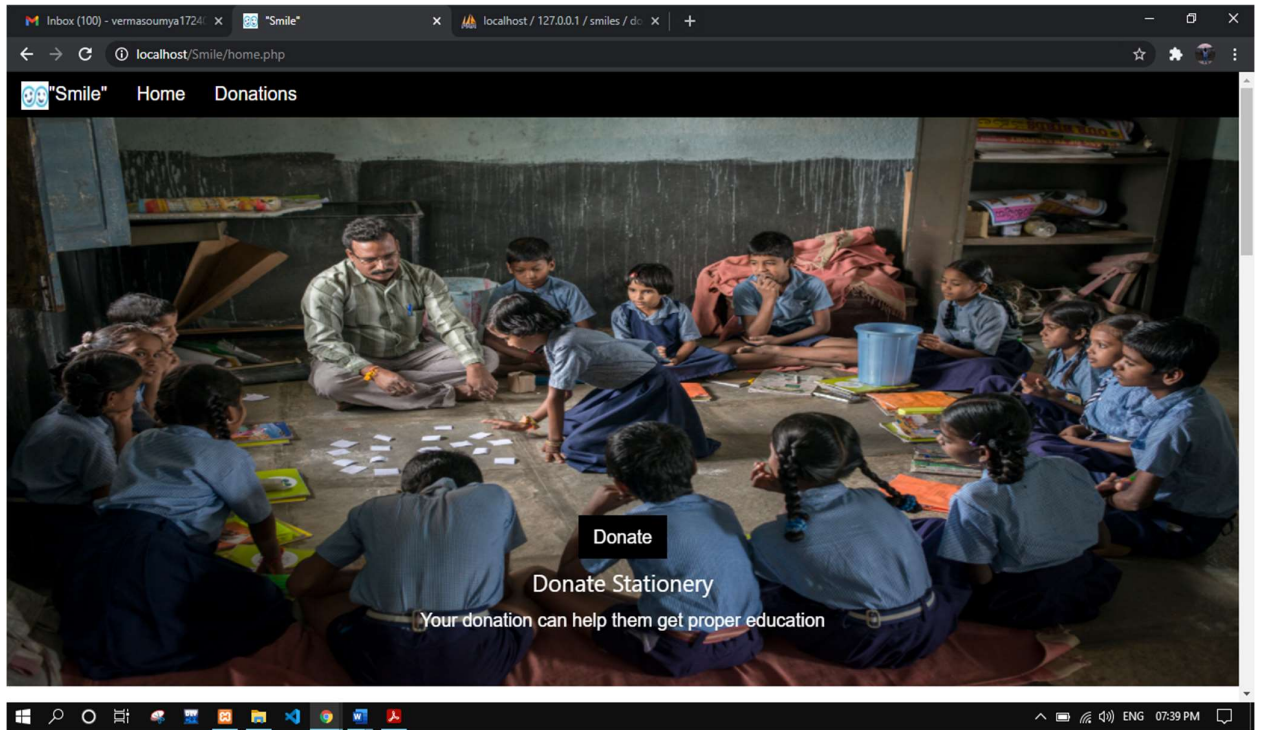 Inbox (100) - vermasoumya1724
"Smile"
localhost / 127.0.0.1 / smiles / do
localhost/Smile/home.php
"Smile"
Home
Donations
Donate
Donate Stationery
Your donation can help them get proper education
ENG
07:39 PM